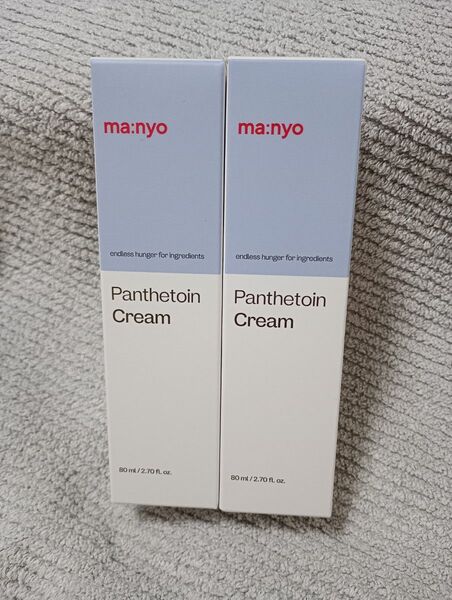 ma:nyo
endless hunger for ingredients
Panthetoin
Cream
80 ml / 2.70 fl. oz.
ma:nyo
endless hunger for ingredients
Panthetoin
Cream
80 ml / 2.70 fl. oz.